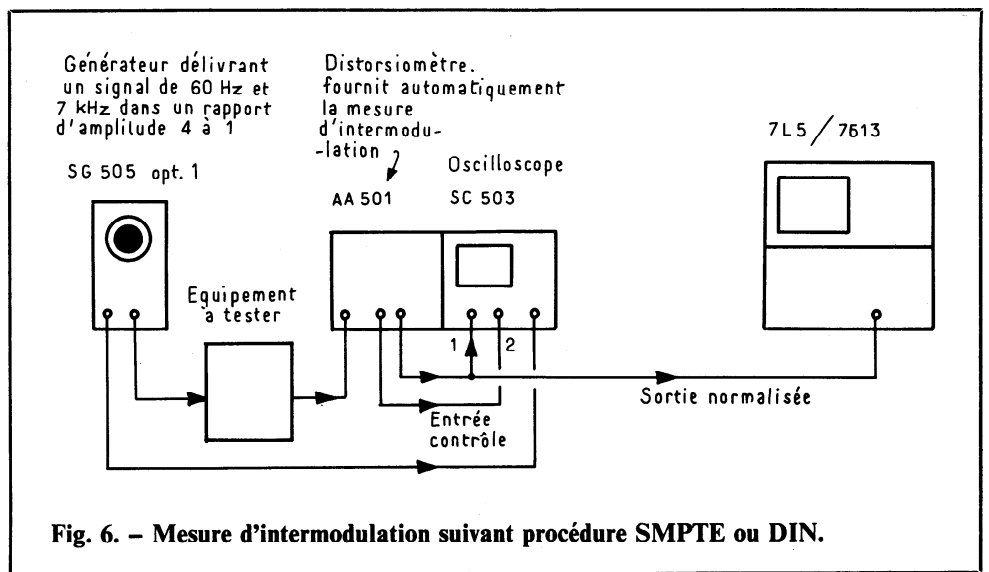 Générateur délivrant
un signal de 60 Hz et
7 kHz dans un rapport
d'amplitude 4 à 1
SG 505 opt. 1
Distorsiomètre.
fournit automatiquement
la mesure
d'intermodu-
-lation
AA 501
Oscilloscope
SC 503
7L5/7613
Equipement
à tester
1
2
Entrée
contrôle
Sortie normalisée
Fig. 6. – Mesure d'intermodulation suivant procédure SMPTE ou DIN.